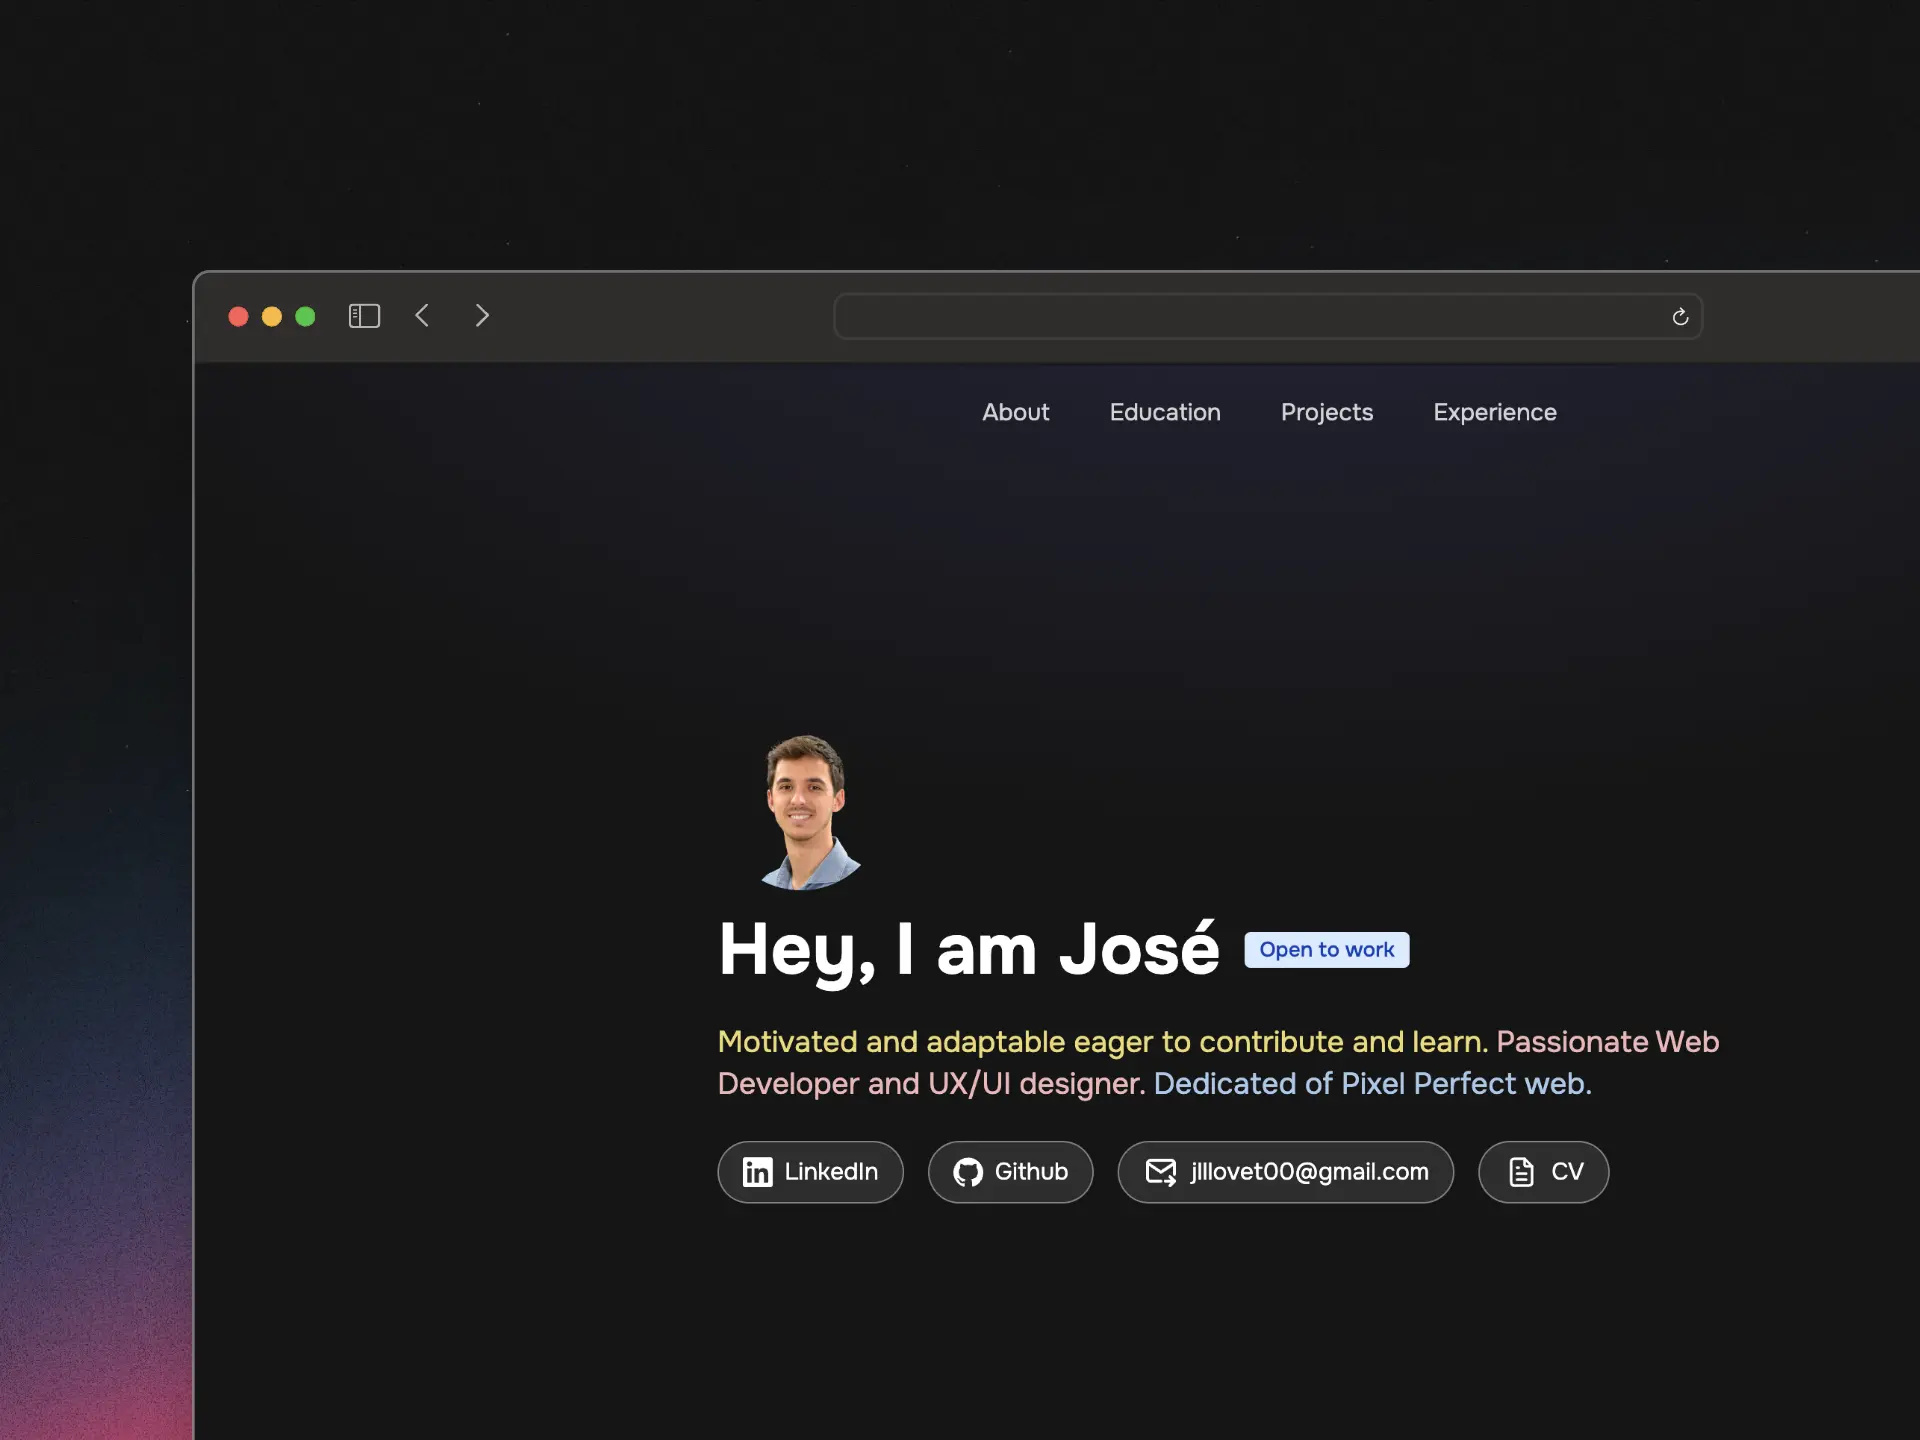 About Education Projects Experience
Hey, I am José Open to work
Motivated and adaptable eager to contribute and learn. Passionate Web
Developer and UX/UI designer. Dedicated of Pixel Perfect web.
LinkedIn Github jlllovet00@gmail.com CV